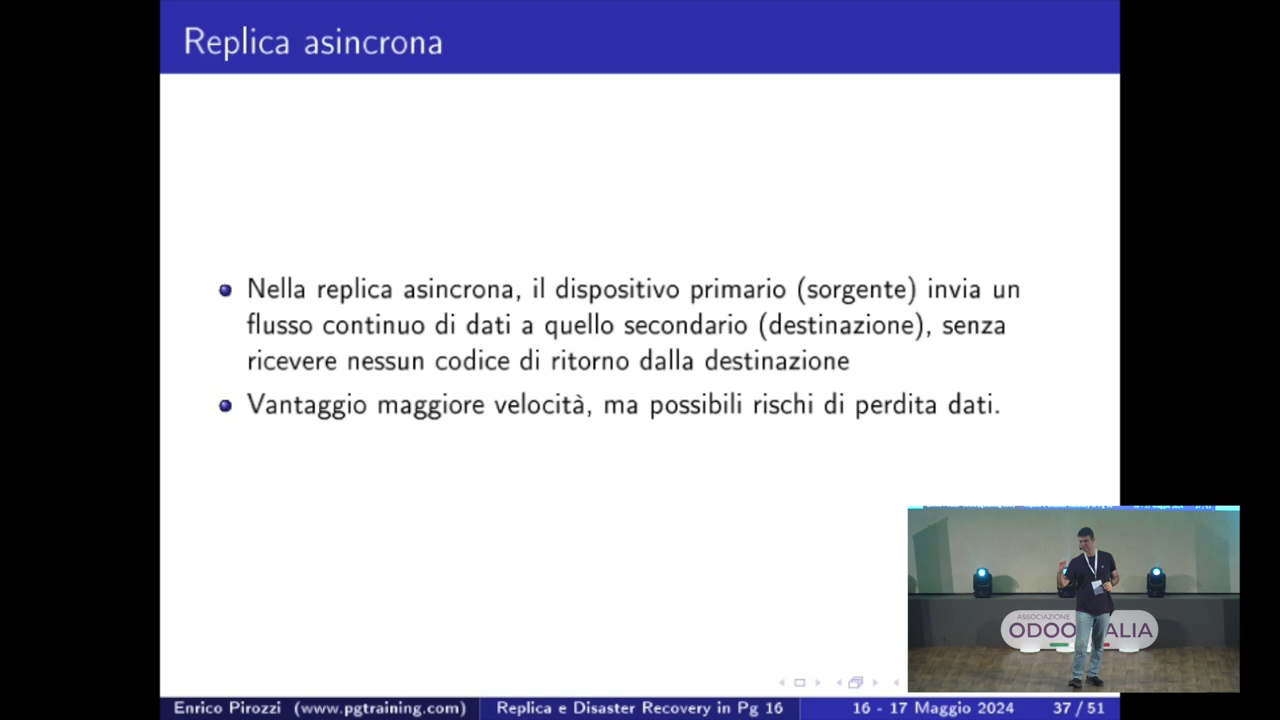 Replica asincrona
Nella replica asincrona, il dispositivo primario (sorgente) invia un
flusso continuo di dati a quello secondario (destinazione), senza
ricevere nessun codice di ritorno dalla destinazione
Vantaggio maggiore velocità, ma possibili rischi di perdita dati.
ASSOCIAZIONE
Enrico Pirozzi (www.pgtraining.com)
Replica e Disaster Recovery in Pg 16
16 - 17 Maggio 2024
37 / 51